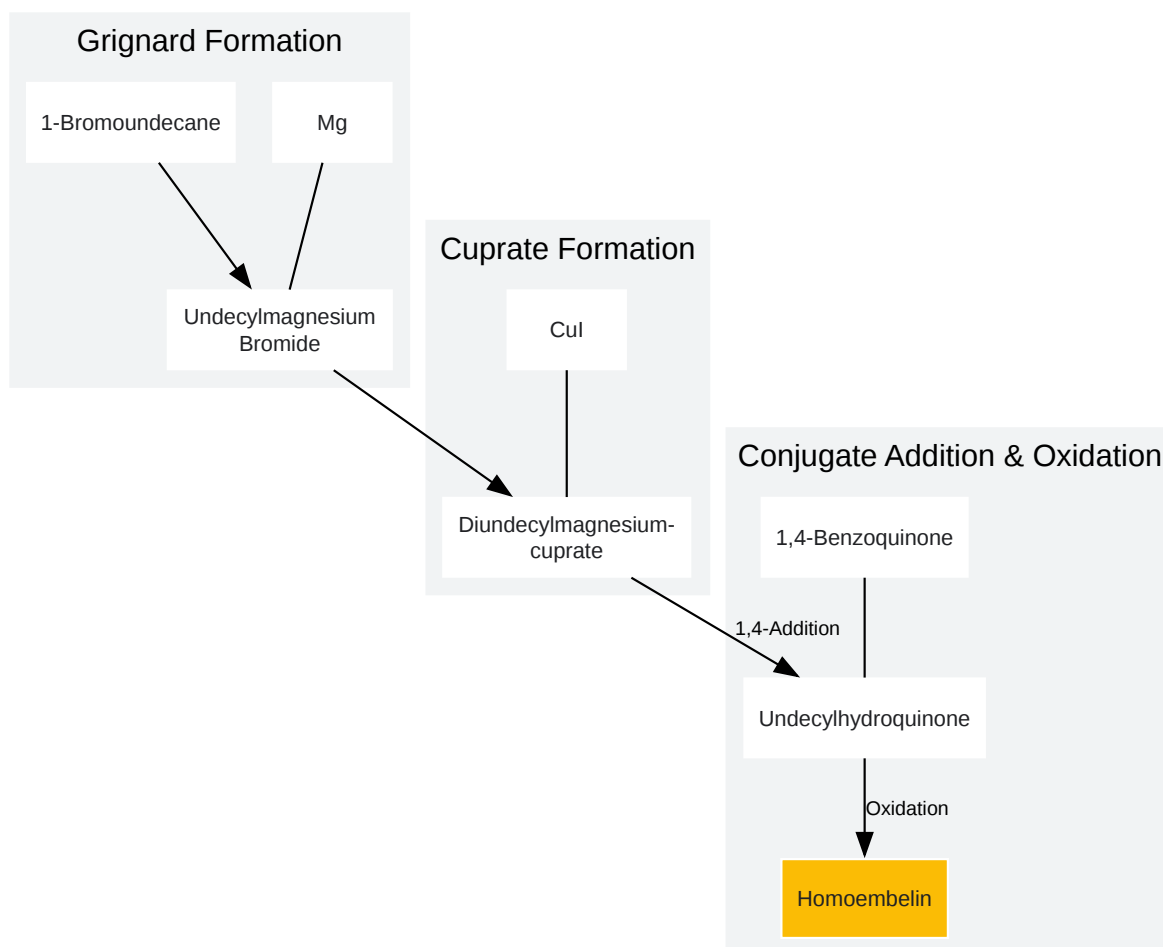 Grignard Formation
1-Bromoundecane
Mg
Undecylmagnesium
Bromide
Cuprate Formation
CuI
Diundecylmagnesium-
cuprate
Conjugate Addition & Oxidation
1,4-Benzoquinone
1,4-Addition
Undecylhydroquinone
Oxidation
Homoembelin